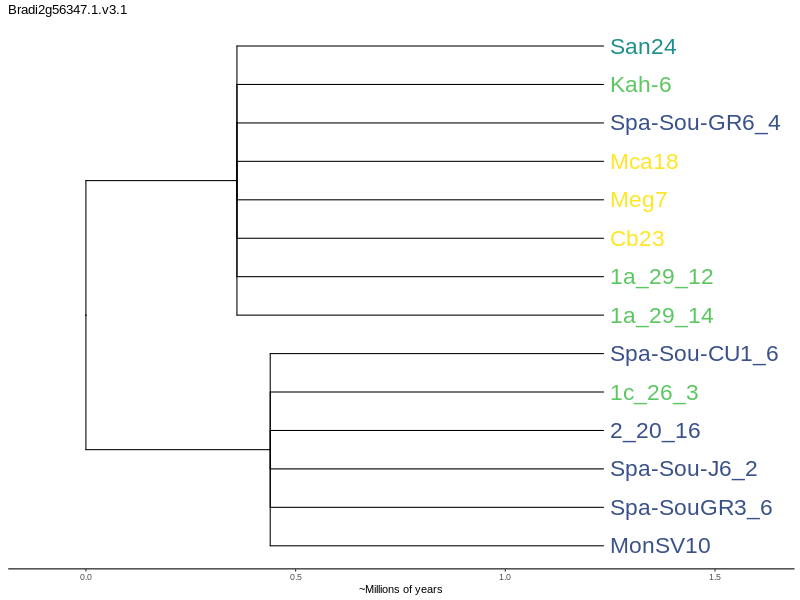 Bradi2g56347.1.v3.1
San24
Kah-6
Spa-Sou-GR6_4
Mca18
Meg7
Cb23
1a_29_12
1a_29_14
Spa-Sou-CU1_6
1c_26_3
2_20_16
Spa-Sou-J6_2
Spa-SouGR3_6
MonSV10
0.0 0.5 1.0 1.5
~Millions of years